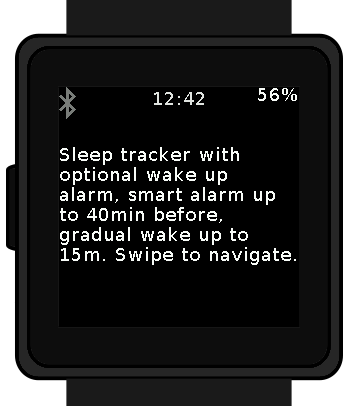 12:42 56%
Sleep tracker with
optional wake up
alarm, smart alarm up
to 40min before,
gradual wake up to
15m. Swipe to navigate.